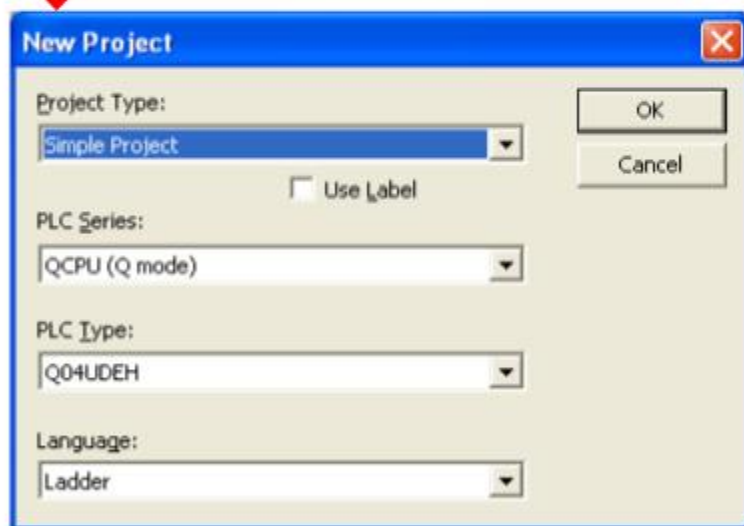 New Project
Project Type:
OK
Simple Project
Cancel
Use Label
PLC Series:
QCPU (Q mode)
PLC Type:
Q04UDEH
Language:
Ladder